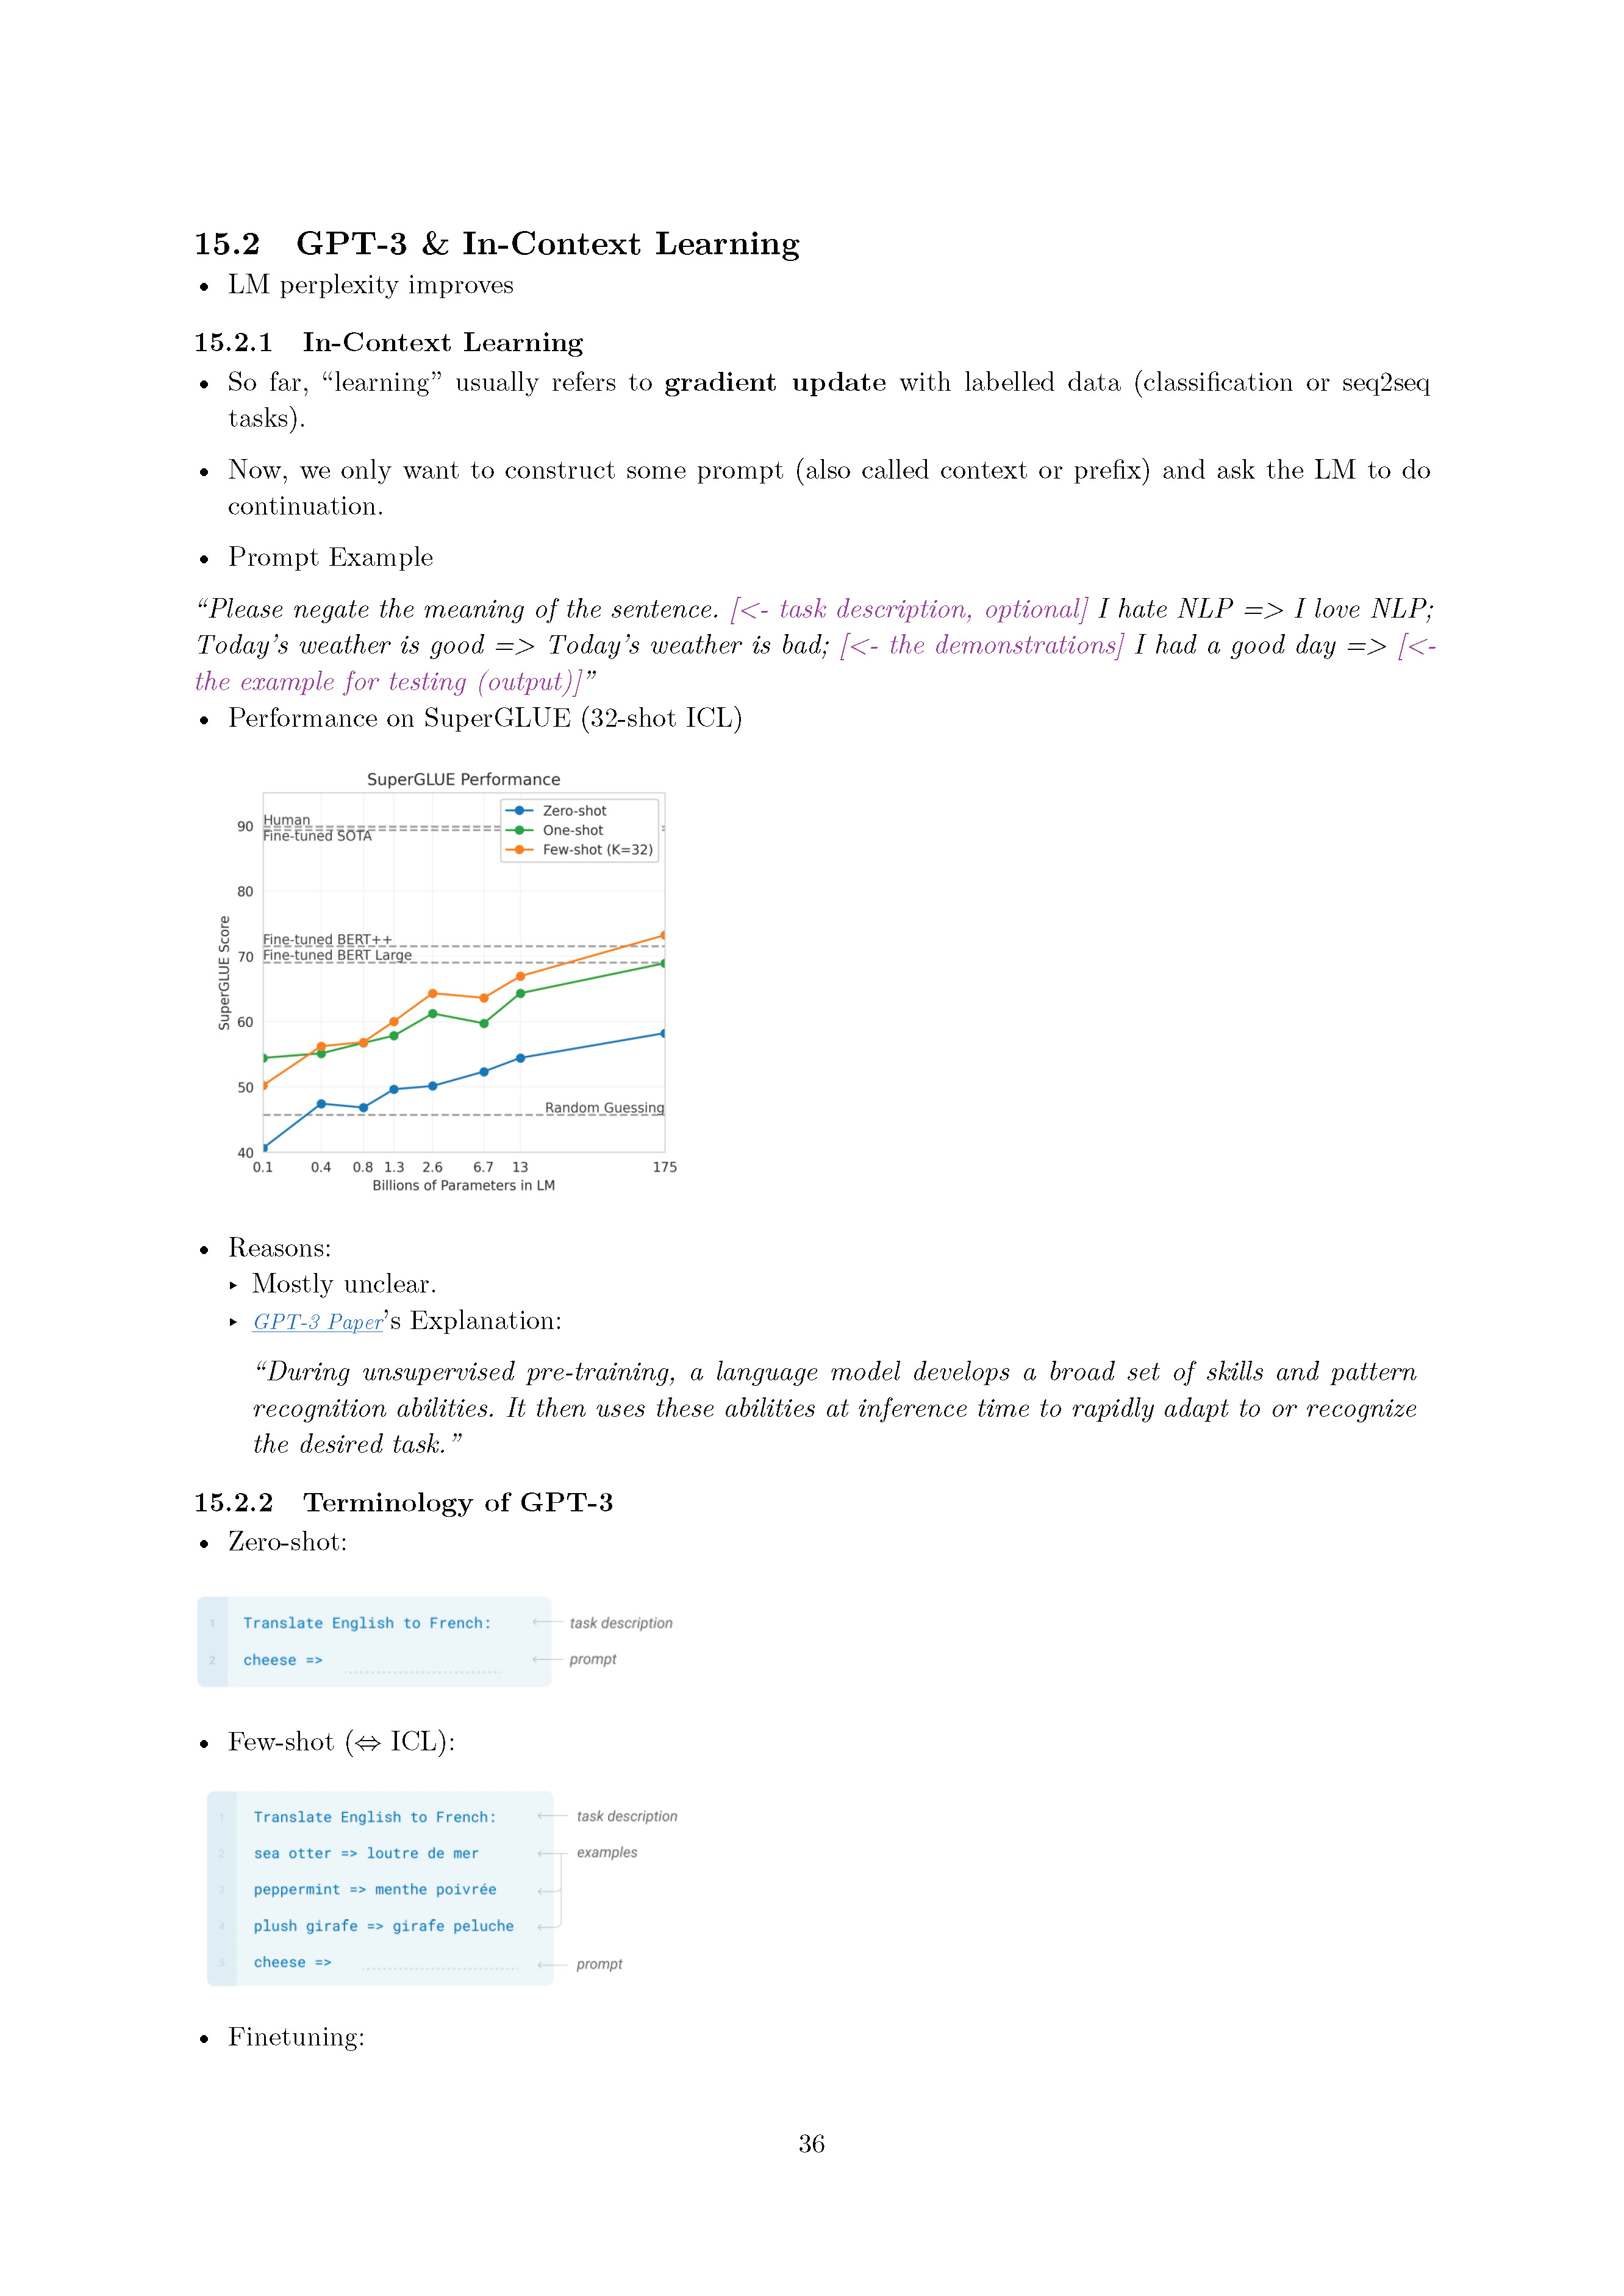 15.2 GPT-3 & In-Context Learning
• LM perplexity improves
15.2.1 In-Context Learning
• So far, “learning” usually refers to gradient update with labelled data (classification or seq2seq
tasks).
• Now, we only want to construct some prompt (also called context or prefix) and ask the LM to do
continuation.
• Prompt Example
“Please negate the meaning of the sentence. [<- task description, optional] I hate NLP => I love NLP;
Today’s weather is good => Today’s weather is bad; [<- the demonstrations] I had a good day => [<-
the example for testing (output)]”
• Performance on SuperGLUE (32-shot ICL)
SuperGLUE Performance
Zero-shot
One-shot
Few-shot (K=32)
Human
Fine-tuned SOTA
Fine-tuned BERT++
Fine-tuned BERT Large
Random Guessing
SuperGLUE Score
90
80
70
60
50
40
0.1 0.4 0.8 1.3 2.6 6.7 13 175
Billions of Parameters in LM
• Reasons:
‣ Mostly unclear.
‣ GPT-3 Paper’s Explanation:
“During unsupervised pre-training, a language model develops a broad set of skills and pattern
recognition abilities. It then uses these abilities at inference time to rapidly adapt to or recognize
the desired task.”
15.2.2 Terminology of GPT-3
• Zero-shot:
1 Translate English to French: task description
2 cheese => prompt
• Few-shot (⇔ ICL):
1 Translate English to French: task description
2 sea otter => loutre de mer examples
3 peppermint => menthe poivrée
4 plush girafe => girafe peluche
5 cheese => prompt
• Finetuning:
36